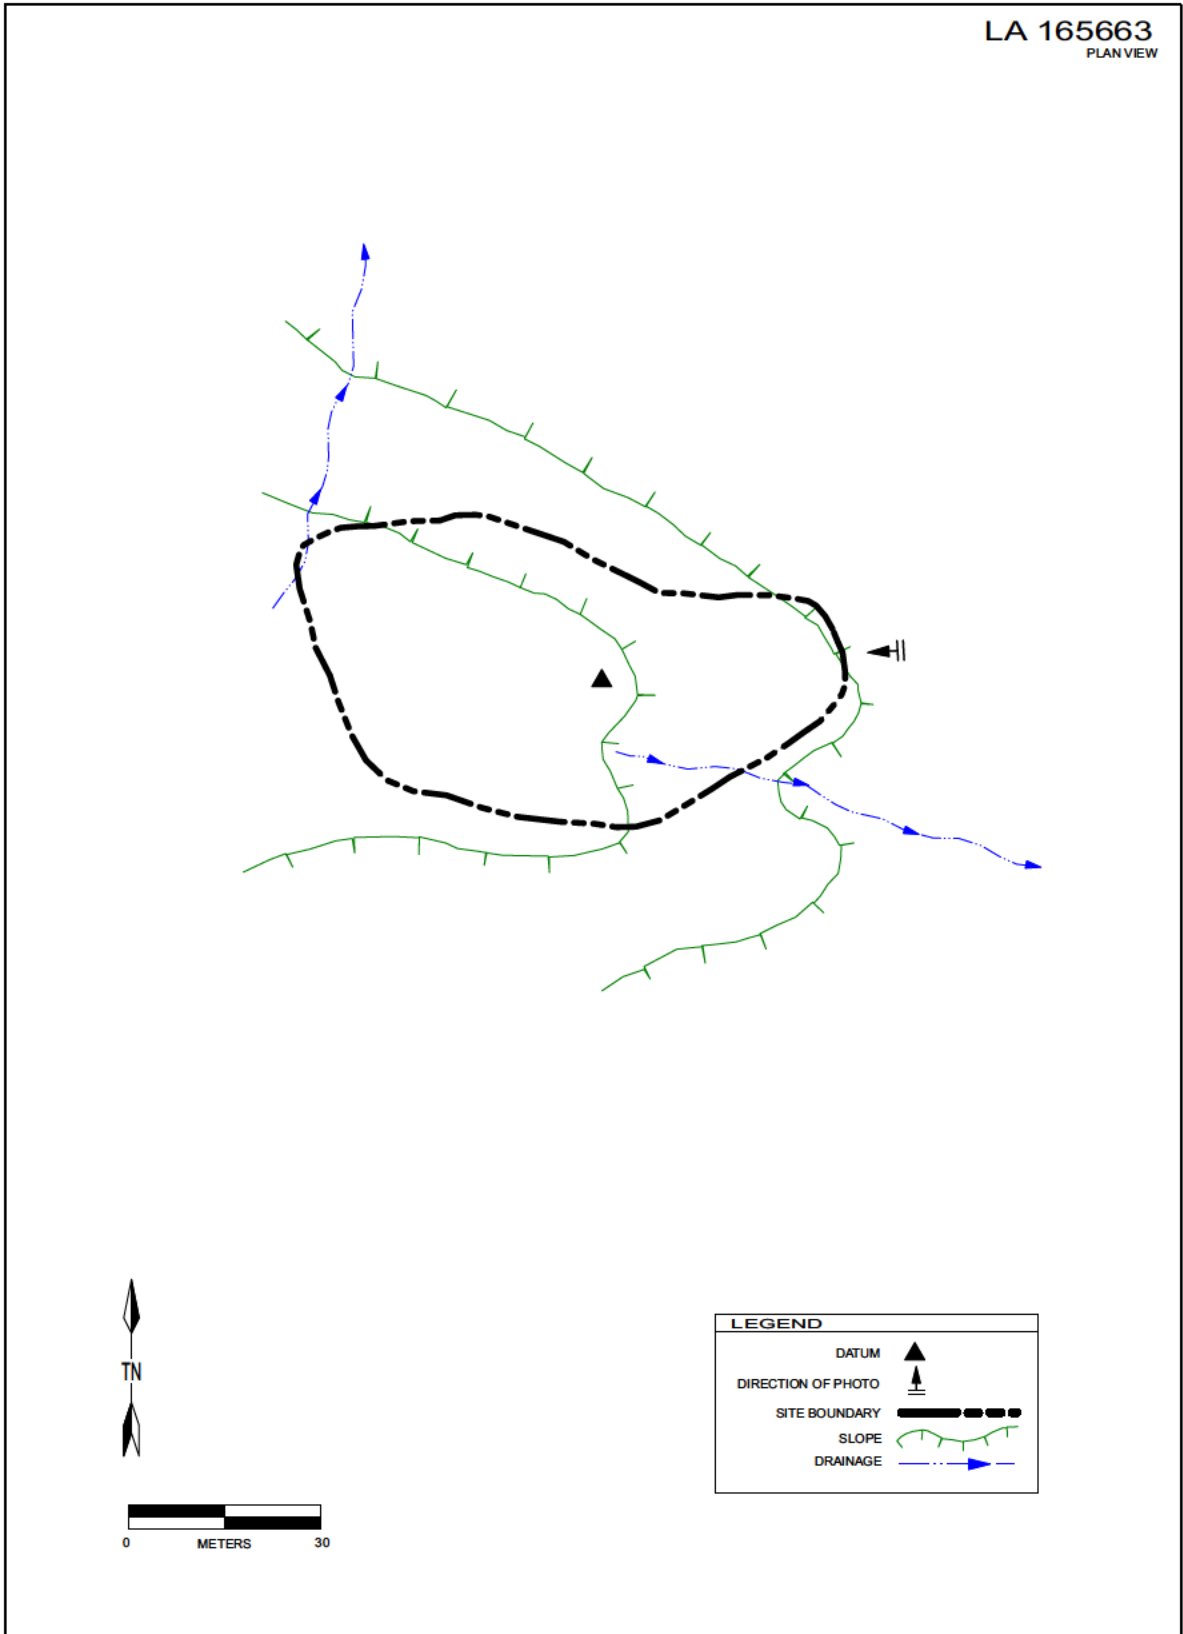 LA 165663
PLAN VIEW
TN
0 METERS 30
LEGEND
DATUM
DIRECTION OF PHOTO
SITE BOUNDARY
SLOPE
DRAINAGE